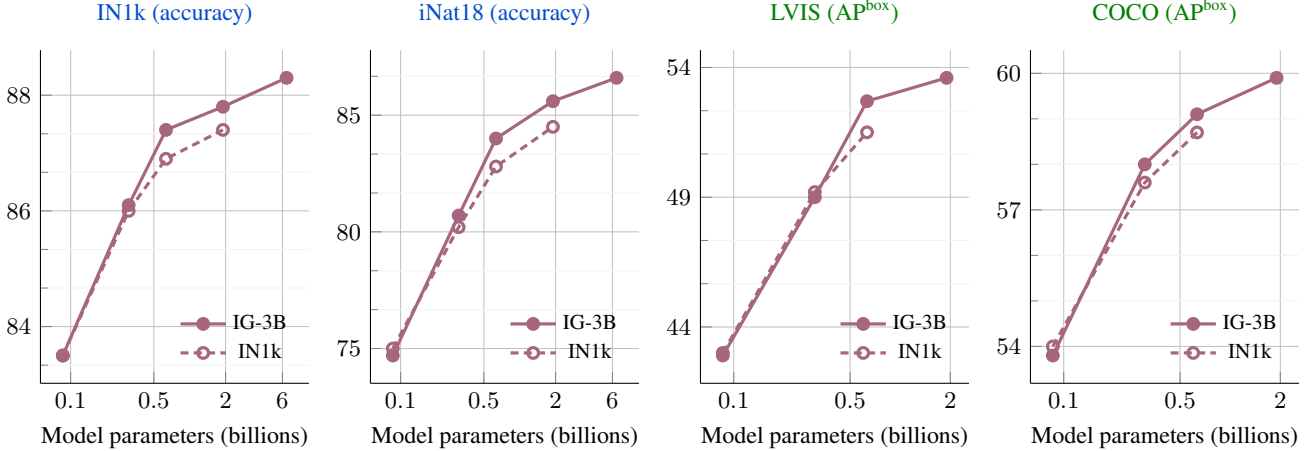 IN1k (accuracy)
88
86
84
IG-3B
IN1k
0.1 0.5 2 6
Model parameters (billions)
iNat18 (accuracy)
85
80
75
IG-3B
IN1k
0.1 0.5 2 6
Model parameters (billions)
LVIS (AP^box)
54
49
44
IG-3B
IN1k
0.1 0.5 2
Model parameters (billions)
COCO (AP^box)
60
57
54
IG-3B
IN1k
0.1 0.5 2
Model parameters (billions)